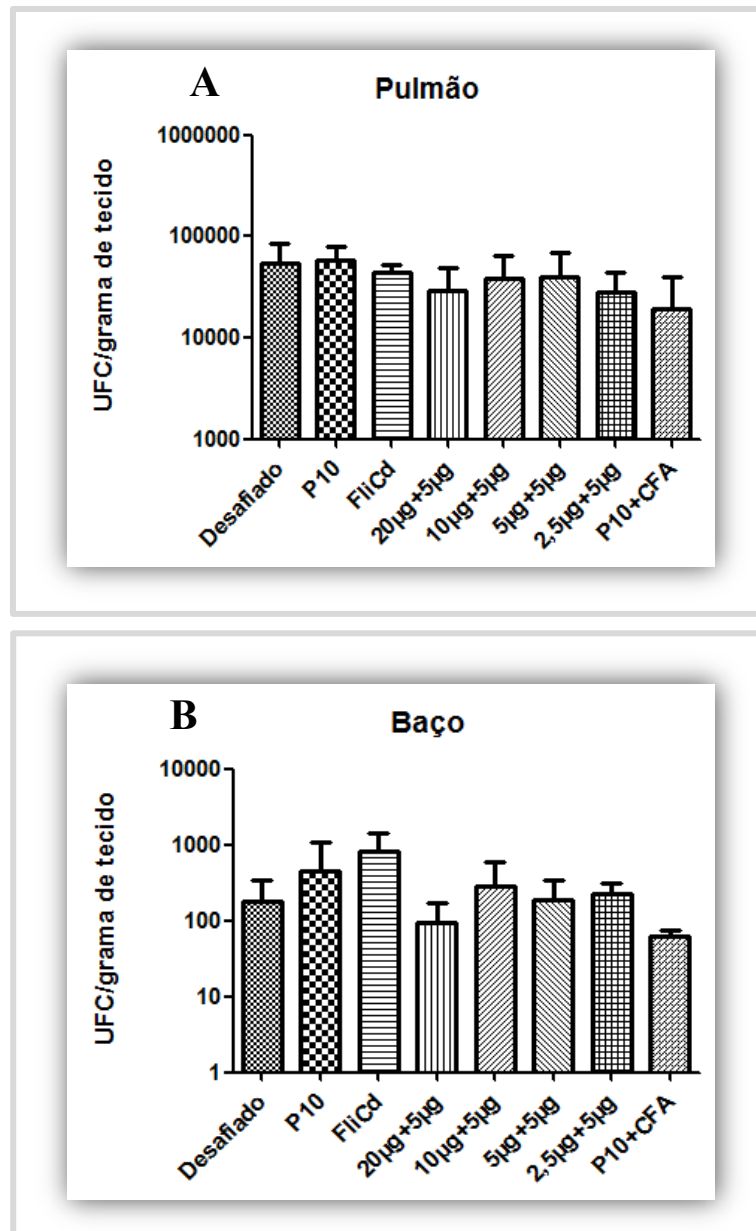 A
Pulmão
UFC/grama de tecido
1000000
100000
10000
1000
Desafiado
P10
FliCd
20µg+5µg
10µg+5µg
5µg+5µg
2,5µg+5µg
P10+CFA
B
Baço
UFC/grama de tecido
10000
1000
100
10
1
Desafiado
P10
FliCd
20µg+5µg
10µg+5µg
5µg+5µg
2,5µg+5µg
P10+CFA